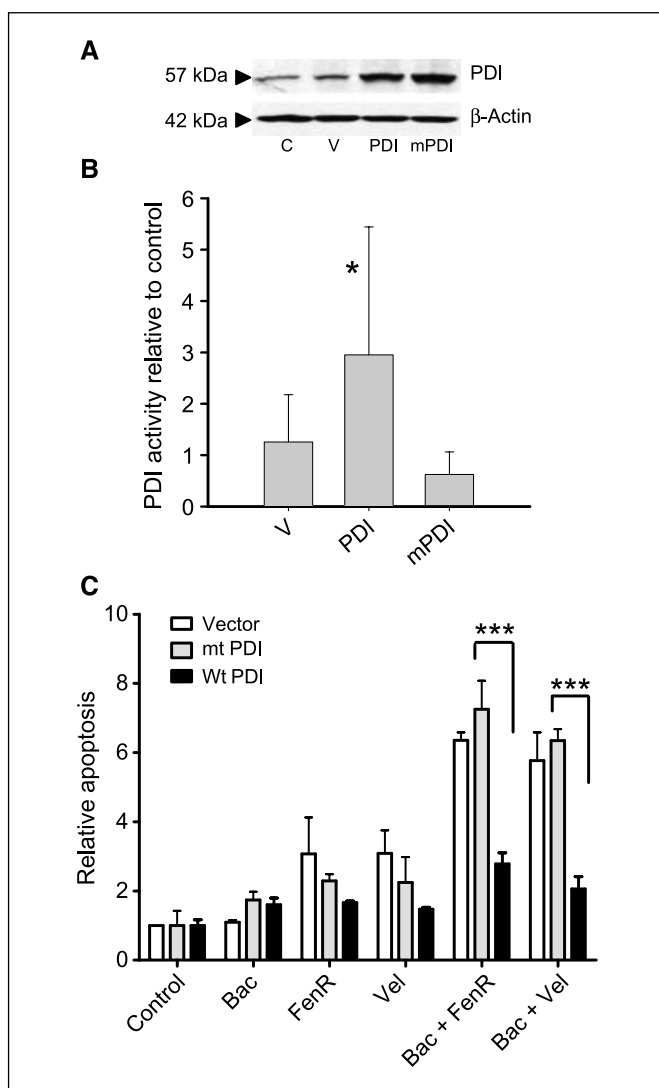 A
57 kDa
PDI
42 kDa
β-Actin
C V PDI mPDI
B
PDI activity relative to control
6
5
4
3
2
1
0
*
V PDI mPDI
C
Relative apoptosis
10
8
6
4
2
0
Vector
mt PDI
Wt PDI
***
***
Control Bac FenR Vel Bac + FenR Bac + Vel